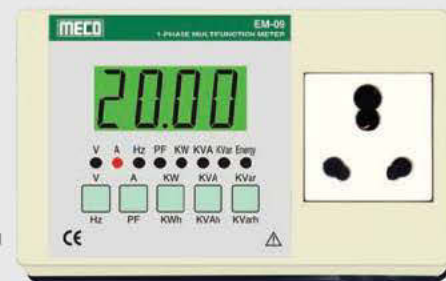 MECO
EM-09
1-PHASE MULTIFUNCTION METER
20.00
V A Hz PF KW KVA KVar Energy
V A KW KVA KVar
Hz PF KWh KVAh KVarh
CE